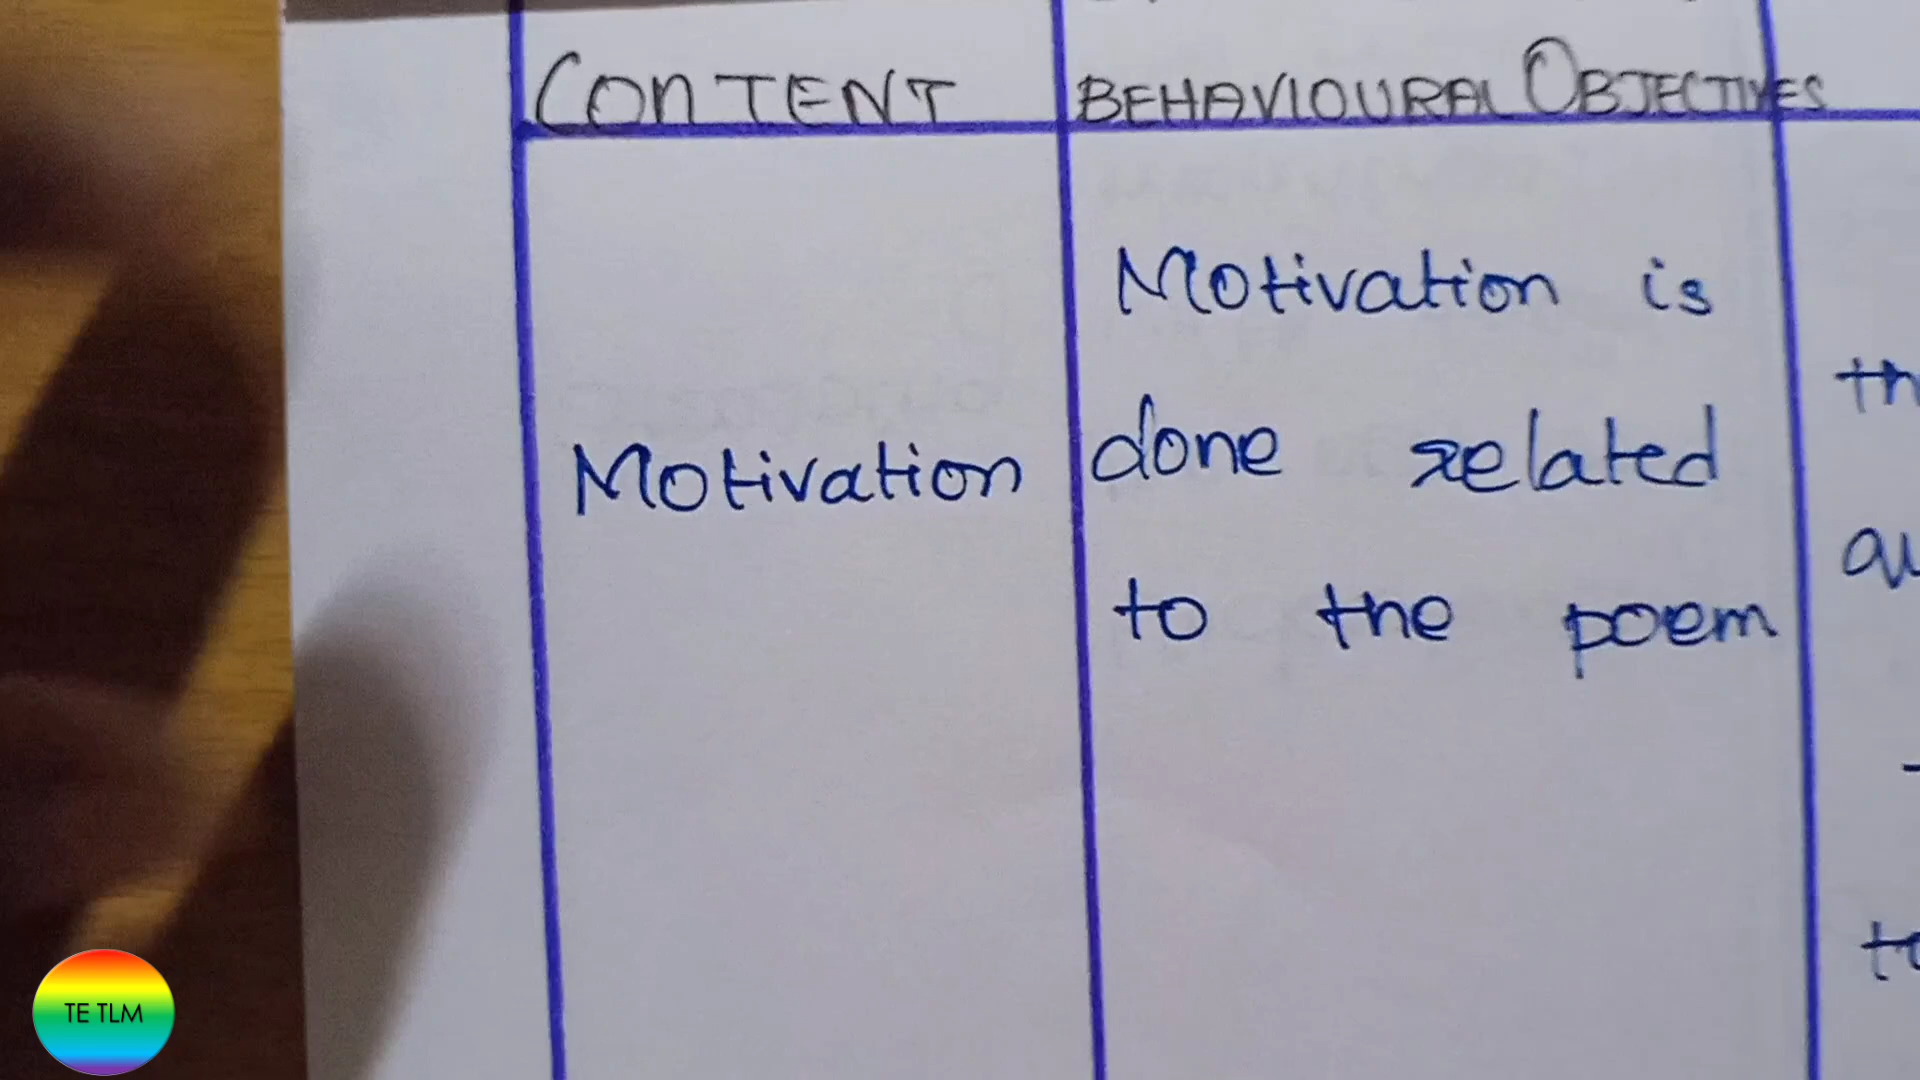 CONTENT
BEHAVIOURAL OBJECTIVES
Motivation
Motivation is
done related
to the poem
TE TLM